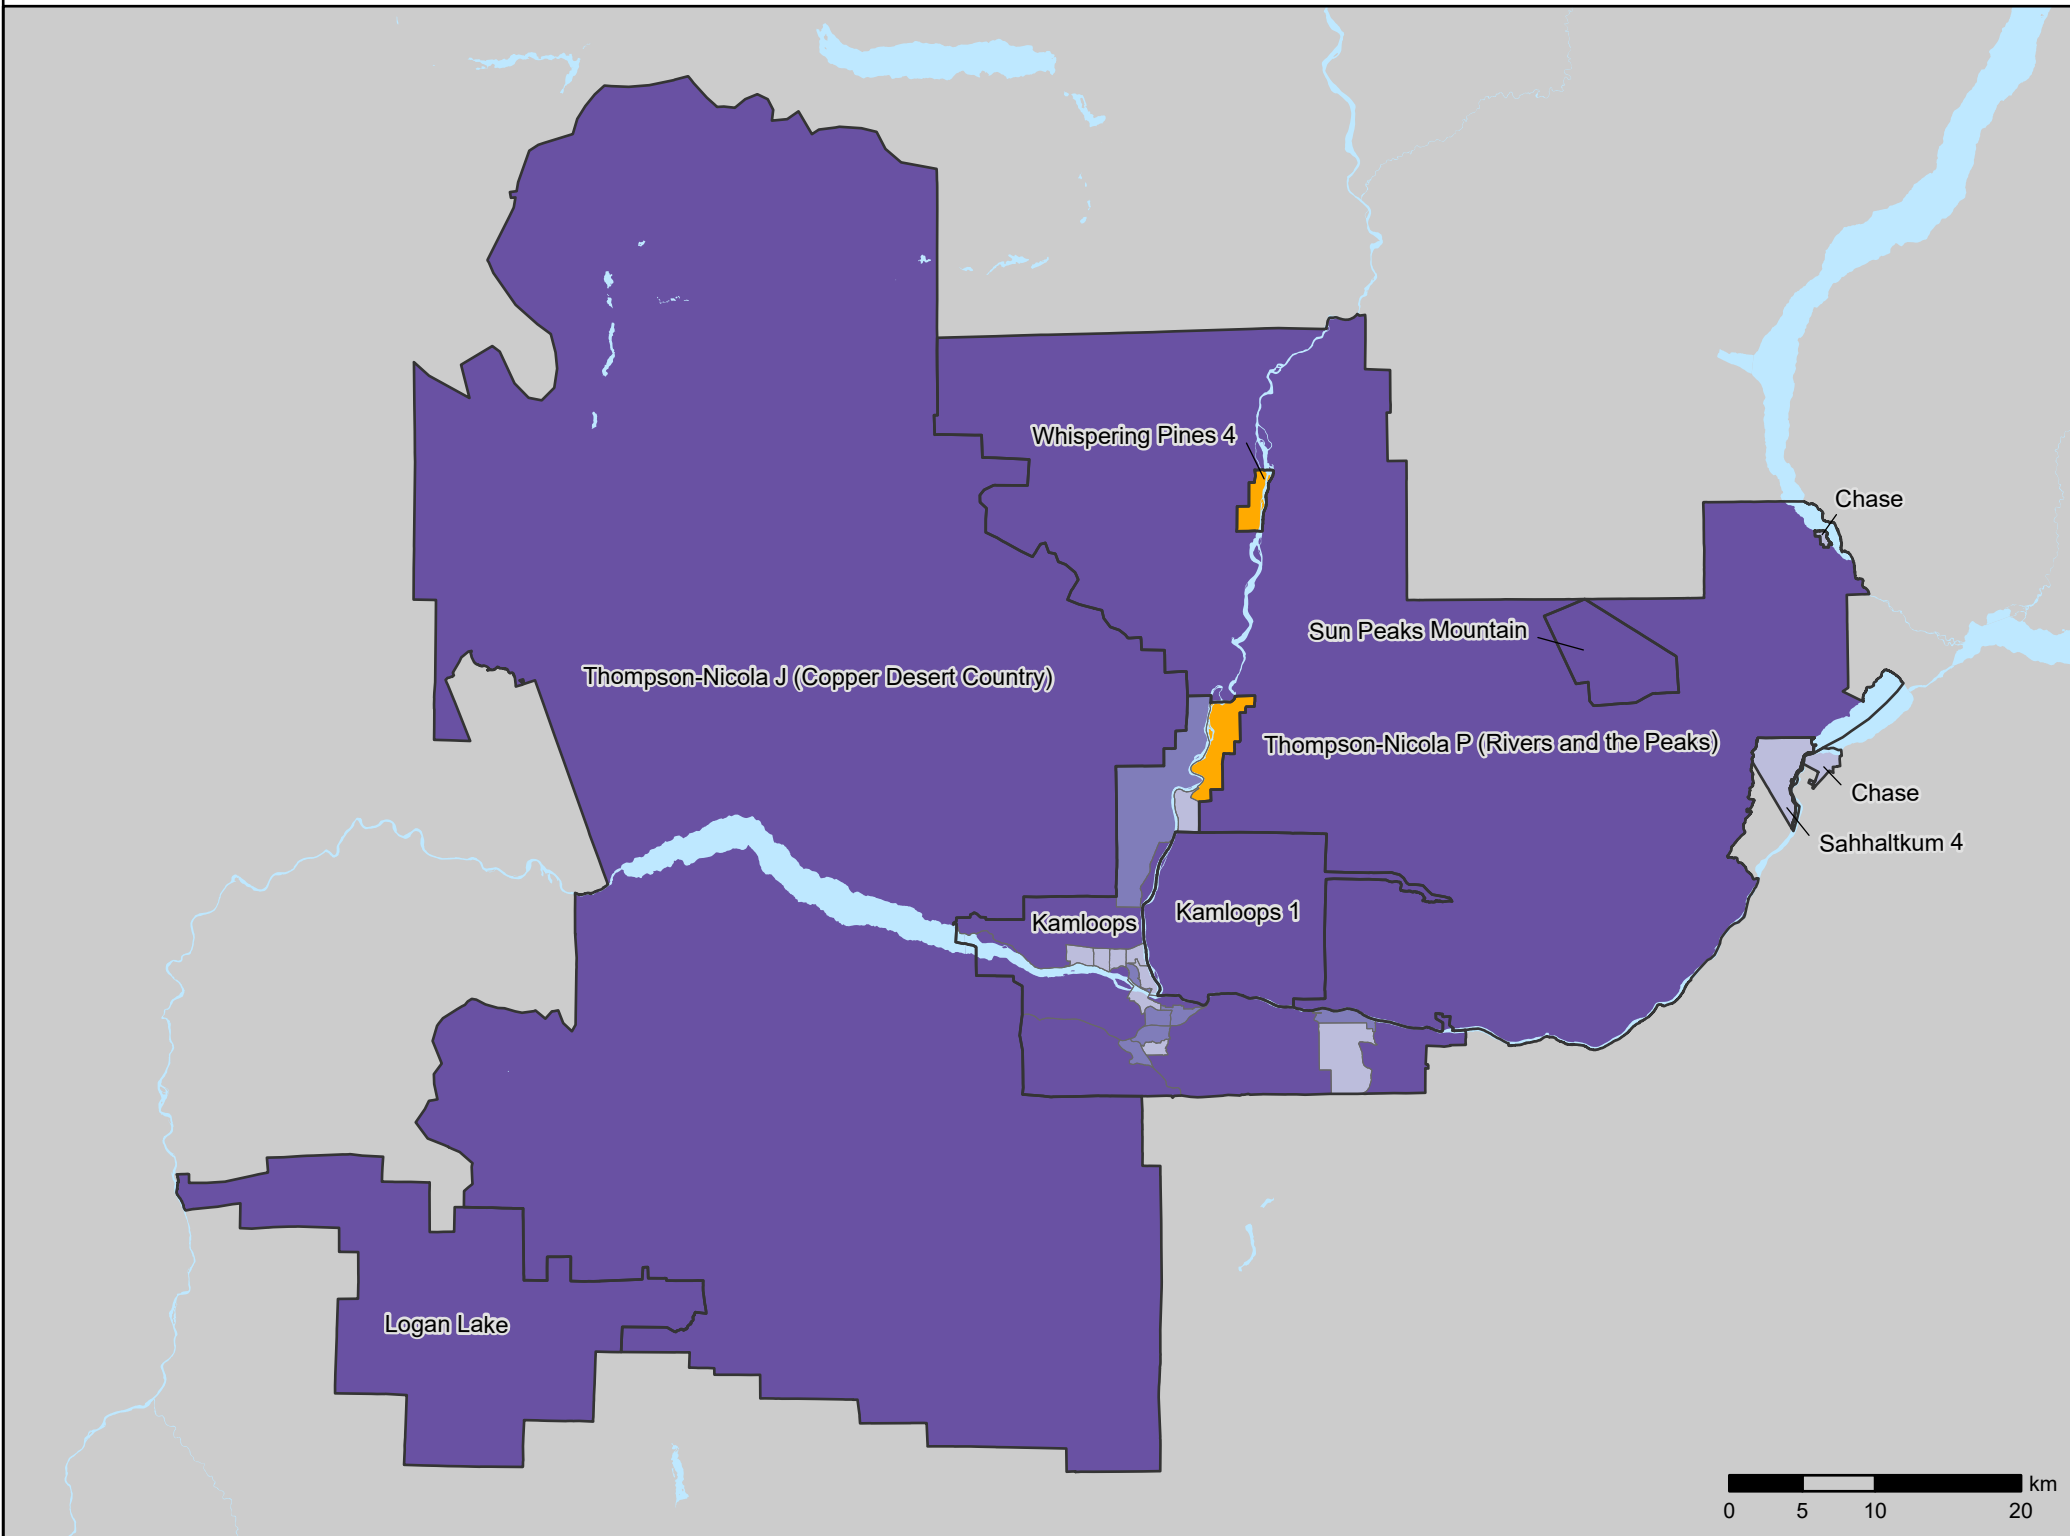 Whispering Pines 4
Chase
Sun Peaks Mountain
Thompson-Nicola J (Copper Desert Country)
Thompson-Nicola P (Rivers and the Peaks)
Chase
Sahhaltkum 4
Kamloops
Kamloops 1
Logan Lake
km
0 5 10 20